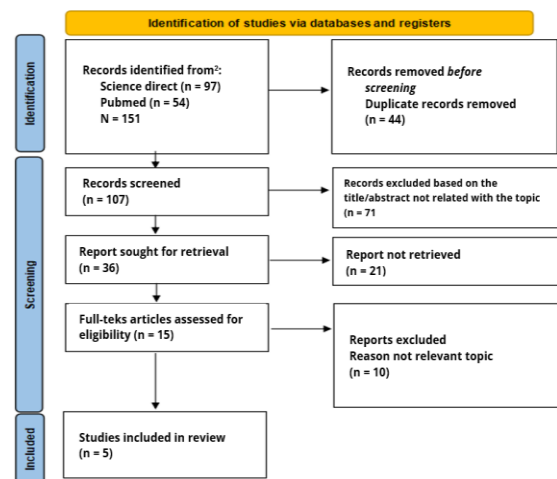 Identification of studies via databases and registers
Identification
Records identified from²:
Science direct (n = 97)
Pubmed (n = 54)
N = 151
Records removed before
screening
Duplicate records removed
(n = 44)
Screening
Records screened
(n = 107)
Records excluded based on the
title/abstract not related with the topic
(n = 71
Report sought for retrieval
(n = 36)
Report not retrieved
(n = 21)
Full-teks articles assessed for
eligibility (n = 15)
Reports excluded
Reason not relevant topic
(n = 10)
Included
Studies included in review
(n = 5)